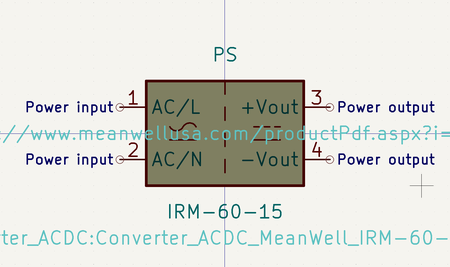 PS
Power input 1 AC/L +Vout 3 Power output
://www.meanwellusa.com/productPdf.aspx?i=
Power input 2 AC/N -Vout 4 Power output
IRM-60-15
ter_ACDC:Converter_ACDC_MeanWell_IRM-60-